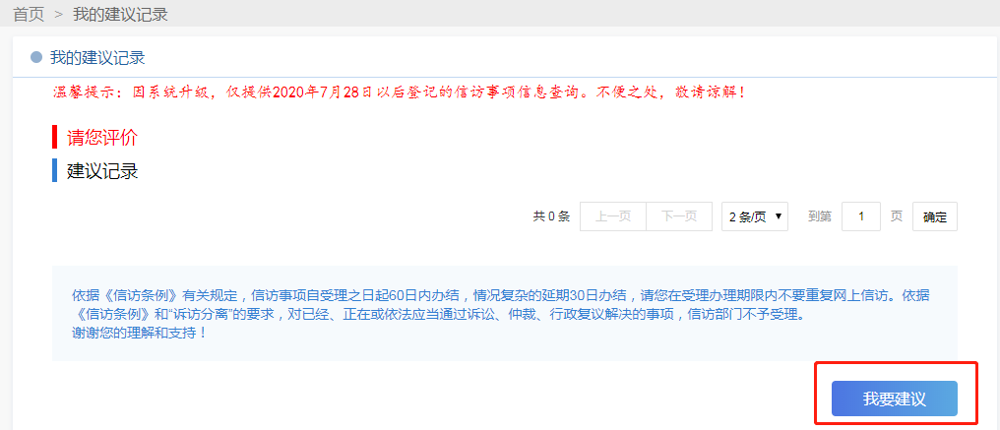 首页 > 我的建议记录
我的建议记录
温馨提示：因系统升级，仅提供2020年7月28日以后登记的信访事项信息查询。不便之处，敬请谅解！
请您评价
建议记录
共 0 条 上一页 下一页 2 条/页 到第 1 页 确定
依据《信访条例》有关规定，信访事项自受理之日起60日内办结，情况复杂的延期30日办结，请您在受理办理期限内不要重复网上信访。依据
《信访条例》和“诉访分离”的要求，对已经、正在或依法应当通过诉讼、仲裁、行政复议解决的事项，信访部门不予受理。
谢谢您的理解和支持！
我要建议